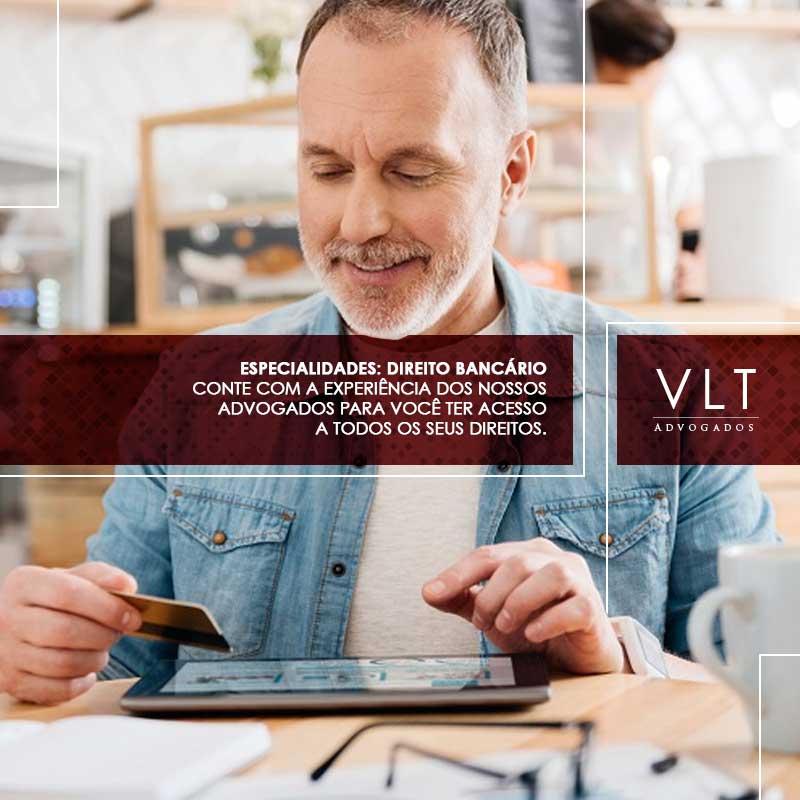 ESPECIALIDADES: DIREITO BANCÁRIO
CONTE COM A EXPERIÊNCIA DOS NOSSOS
ADVOGADOS PARA VOCÊ TER ACESSO
A TODOS OS SEUS DIREITOS.
VLT
ADVOGADOS